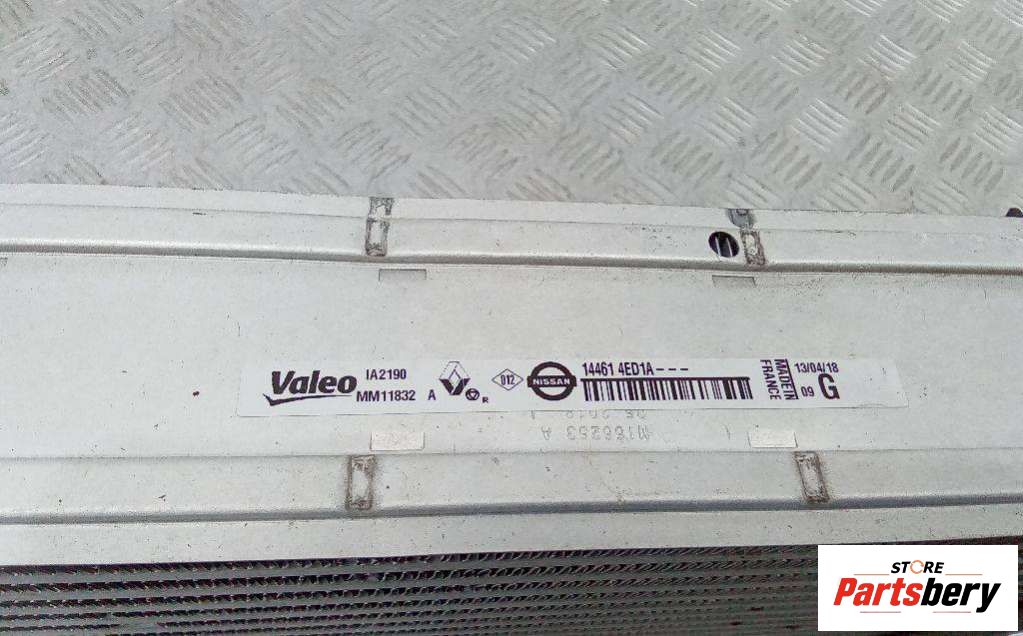 Valeo IA2190
MM11832 A
R
D12
NISSAN
14461 4ED1A---
MADE IN
FRANCE
13/04/18
09 G
STORE
Partsbery